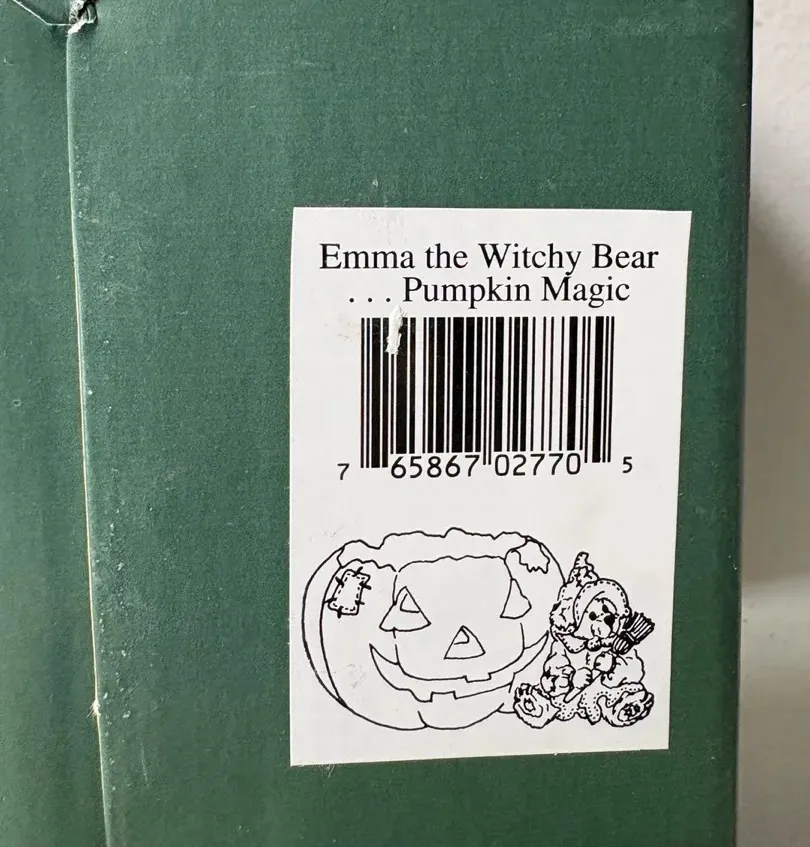 Emma the Witchy Bear
. . . Pumpkin Magic
7 65867 02770 5